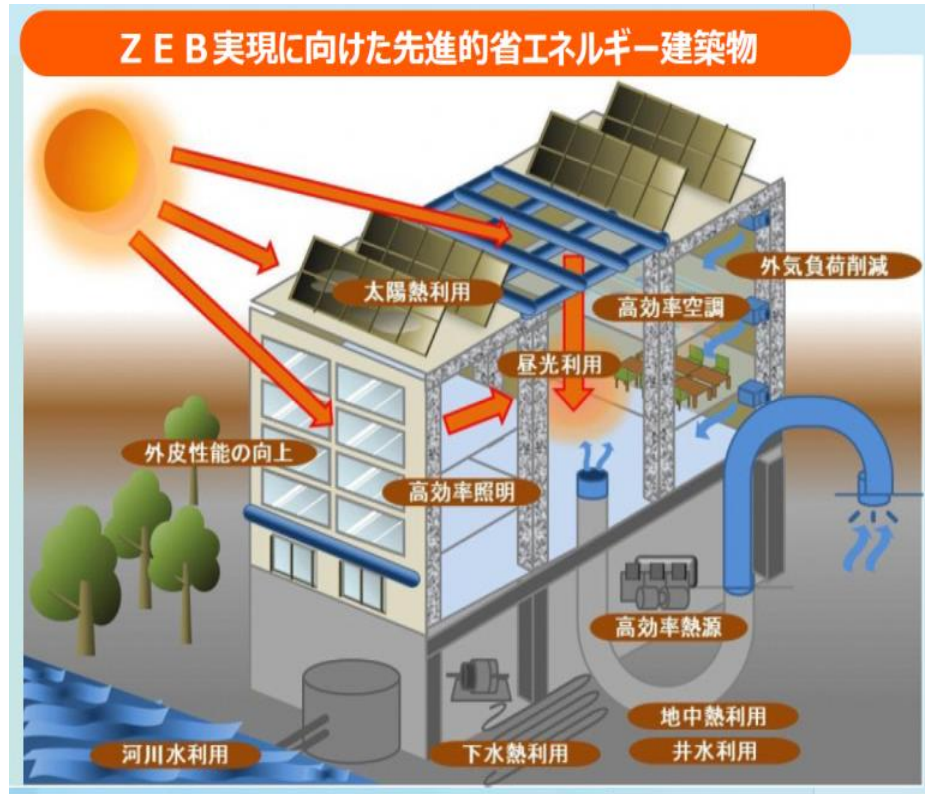 ＺＥＢ実現に向けた先進的省エネルギー建築物
外気負荷削減
太陽熱利用
高効率空調
昼光利用
外皮性能の向上
高効率照明
高効率熱源
地中熱利用
河川水利用
下水熱利用
井水利用